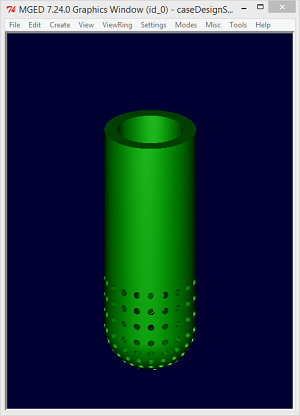 MGED 7.24.0 Graphics Window (id_0) - caseDesignS...
File Edit Create View ViewRing Settings Modes Misc Tools Help